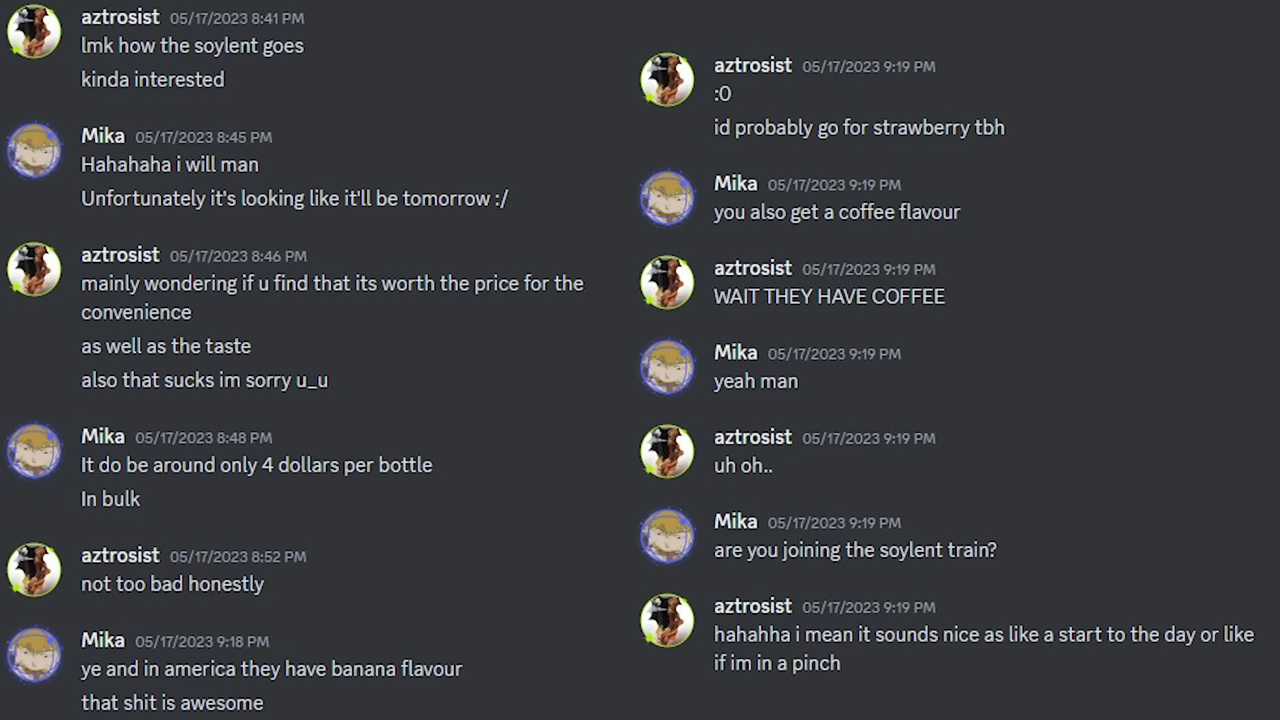 aztrosist 05/17/2023 8:41 PM
lmk how the soylent goes
kinda interested
Mika 05/17/2023 8:45 PM
Hahahaha i will man
Unfortunately it's looking like it'll be tomorrow :/
aztrosist 05/17/2023 8:46 PM
mainly wondering if u find that its worth the price for the
convenience
as well as the taste
also that sucks im sorry u_u
Mika 05/17/2023 8:48 PM
It do be around only 4 dollars per bottle
In bulk
aztrosist 05/17/2023 8:52 PM
not too bad honestly
Mika 05/17/2023 9:18 PM
ye and in america they have banana flavour
that shit is awesome
aztrosist 05/17/2023 9:19 PM
:O
id probably go for strawberry tbh
Mika 05/17/2023 9:19 PM
you also get a coffee flavour
aztrosist 05/17/2023 9:19 PM
WAIT THEY HAVE COFFEE
Mika 05/17/2023 9:19 PM
yeah man
aztrosist 05/17/2023 9:19 PM
uh oh..
Mika 05/17/2023 9:19 PM
are you joining the soylent train?
aztrosist 05/17/2023 9:19 PM
hahahha i mean it sounds nice as like a start to the day or like
if im in a pinch